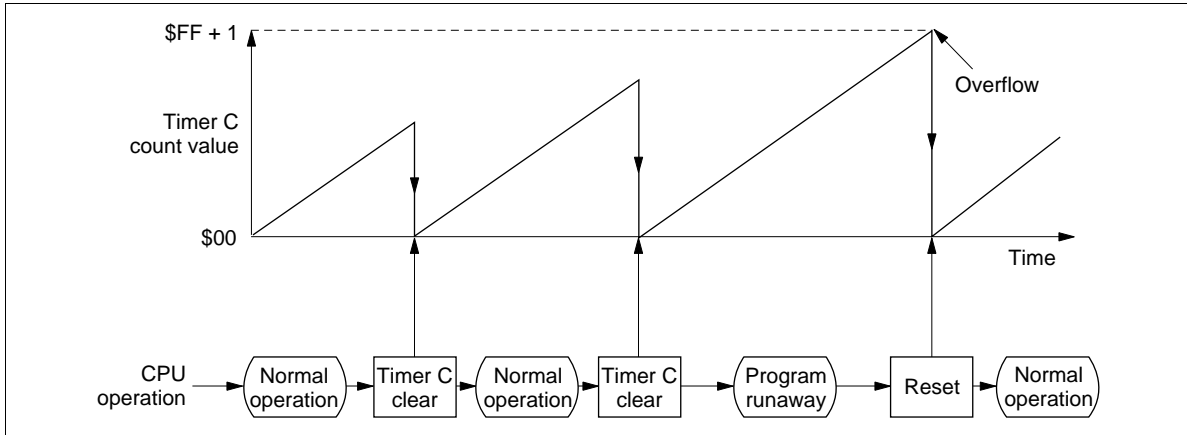 $FF + 1
Overflow
Timer C
count value
$00
Time
CPU
operation
Normal
operation
Timer C
clear
Normal
operation
Timer C
clear
Program
runaway
Reset
Normal
operation